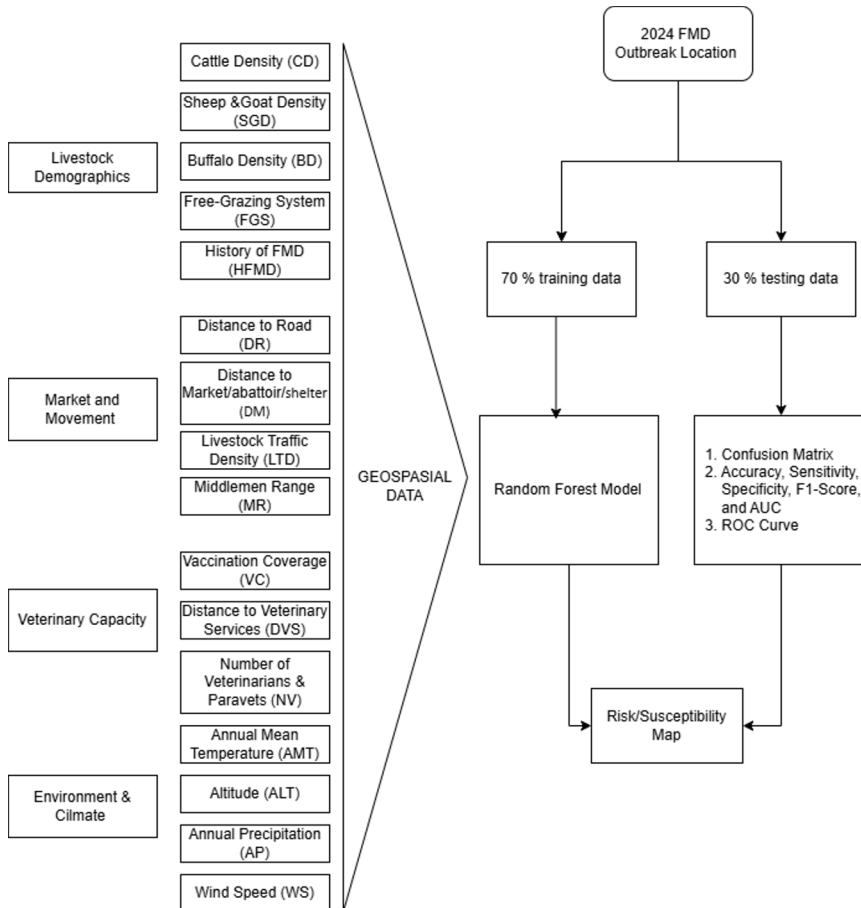 Livestock
Demographics
Cattle Density (CD)
Sheep &Goat Density
(SGD)
Buffalo Density (BD)
Free-Grazing System
(FGS)
History of FMD
(HFMD)
Market and
Movement
Distance to Road
(DR)
Distance to
Market/abattoir/shelter
(DM)
Livestock Traffic
Density (LTD)
Middlemen Range
(MR)
Veterinary Capacity
Vaccination Coverage
(VC)
Distance to Veterinary
Services (DVS)
Number of
Veterinarians &
Paravets (NV)
Environment &
Cilmate
Annual Mean
Temperature (AMT)
Altitude (ALT)
Annual Precipitation
(AP)
Wind Speed (WS)
GEOSPASIAL
DATA
2024 FMD
Outbreak Location
70 % training data
30 % testing data
Random Forest Model
1. Confusion Matrix
2. Accuracy, Sensitivity,
Specificity, F1-Score,
and AUC
3. ROC Curve
Risk/Susceptibility
Map